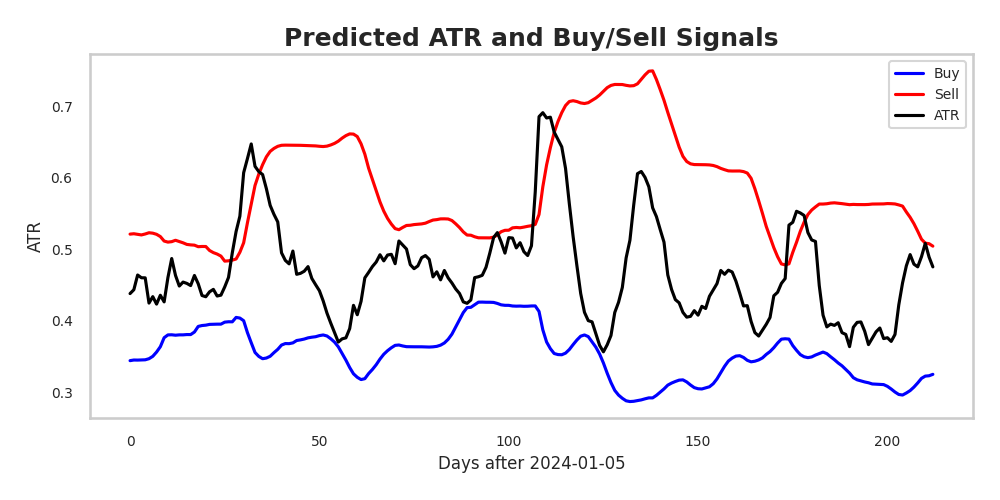 Predicted ATR and Buy/Sell Signals
Buy
Sell
ATR
0.7
0.6
0.5
0.4
0.3
ATR
0
50
100
150
200
Days after 2024-01-05